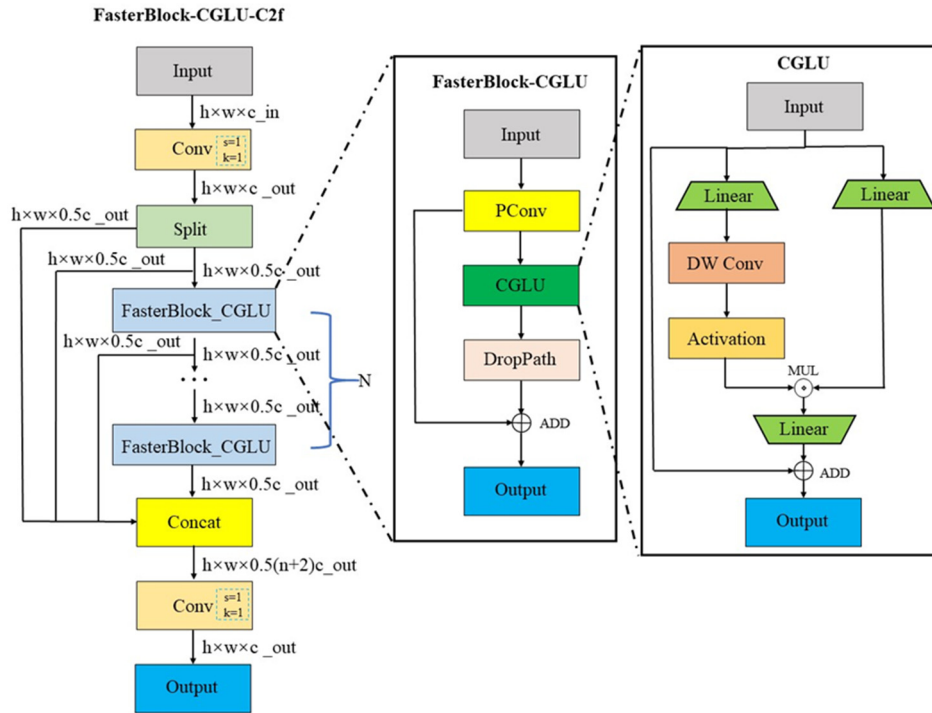 FasterBlock-CGLU-C2f
Input
h×w×c_in
Conv
s=1
k=1
h×w×c_out
h×w×0.5c_out
Split
h×w×0.5c_out
h×w×0.5c_out
FasterBlock_CGLU
h×w×0.5c_out
h×w×0.5c_out
...
N
h×w×0.5c_out
FasterBlock_CGLU
h×w×0.5c_out
Concat
h×w×0.5(n+2)c_out
Conv
s=1
k=1
h×w×c_out
Output
FasterBlock-CGLU
Input
PConv
CGLU
DropPath
ADD
Output
CGLU
Input
Linear
Linear
DW Conv
Activation
MUL
Linear
ADD
Output